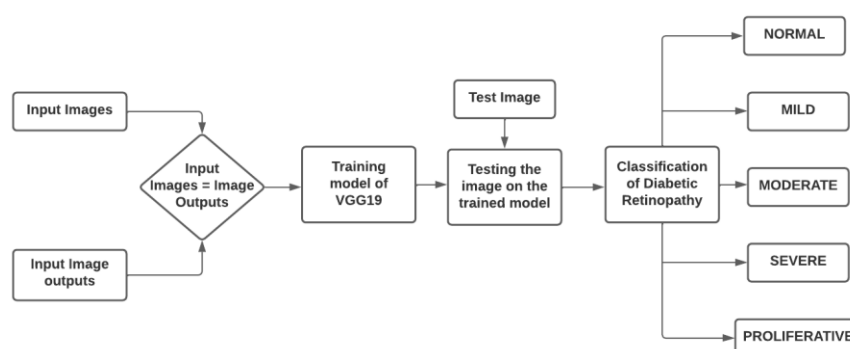 Input Images
Input Image
outputs
Input
Images = Image
Outputs
Training
model of
VGG19
Test Image
Testing the
image on the
trained model
Classification
of Diabetic
Retinopathy
NORMAL
MILD
MODERATE
SEVERE
PROLIFERATIVE